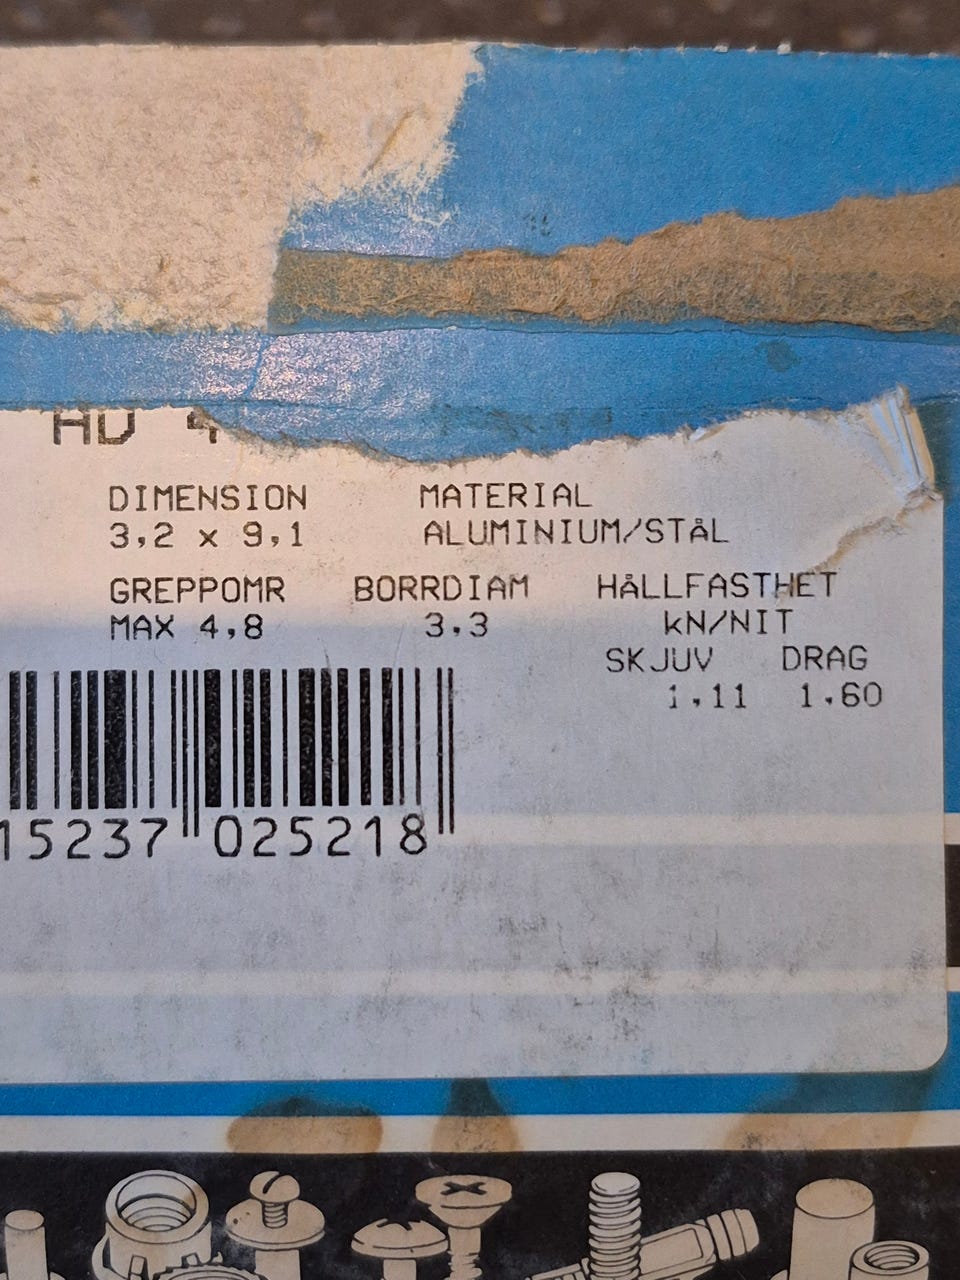 DIMENSION MATERIAL
3,2 x 9,1 ALUMINIUM/STÅL
GREPPOMR BORRDIAM HÅLLFASTHET
MAX 4,8 3,3 kN/NIT
SKJUV DRAG
1,11 1,60
15237 025218